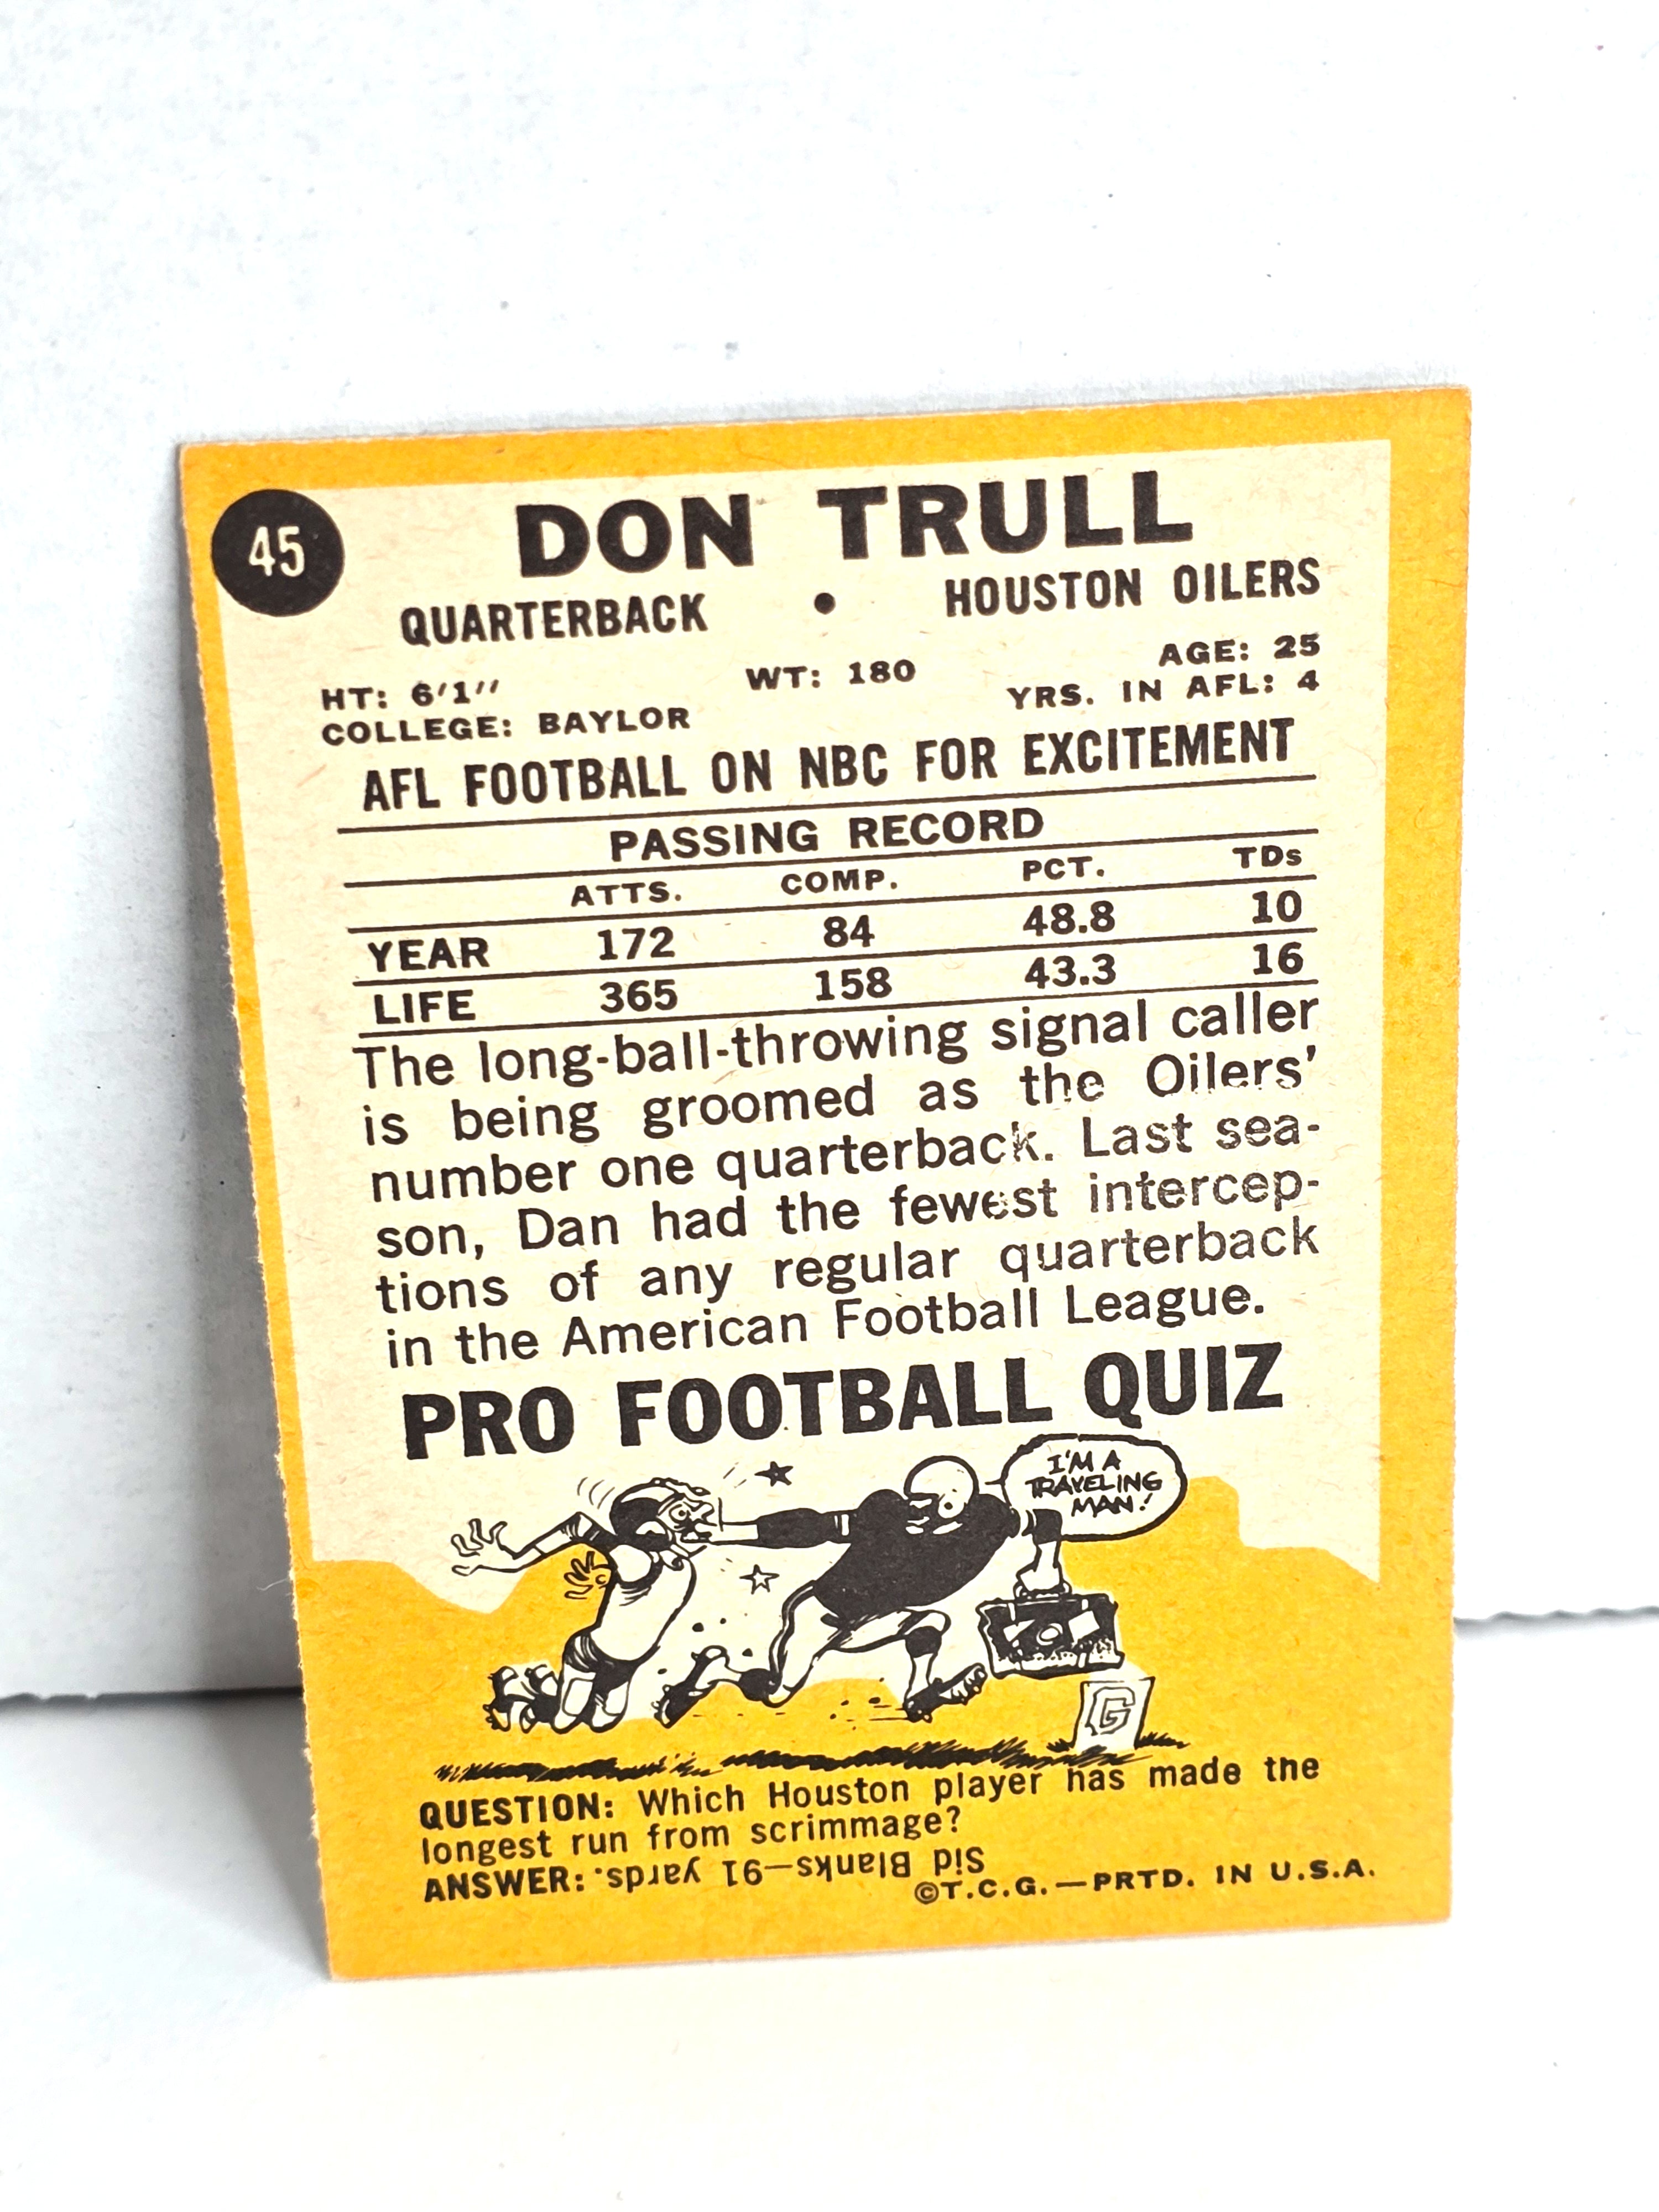 45
DON TRULL
QUARTERBACK • HOUSTON OILERS
HT: 6'1" WT: 180 AGE: 25
COLLEGE: BAYLOR YRS. IN AFL: 4
AFL FOOTBALL ON NBC FOR EXCITEMENT
PASSING RECORD
ATTS. COMP. PCT. TDs
YEAR 172 84 48.8 10
LIFE 365 158 43.3 16
The long-ball-throwing signal caller
is being groomed as the Oilers'
number one quarterback. Last sea-
son, Dan had the fewest intercep-
tions of any regular quarterback
in the American Football League.
PRO FOOTBALL QUIZ
I'M A
TRAVELING
MAN!
G
QUESTION: Which Houston player has made the
longest run from scrimmage?
ANSWER: Sid Blanks—91 yards.
©T.C.G.—PRTD. IN U.S.A.